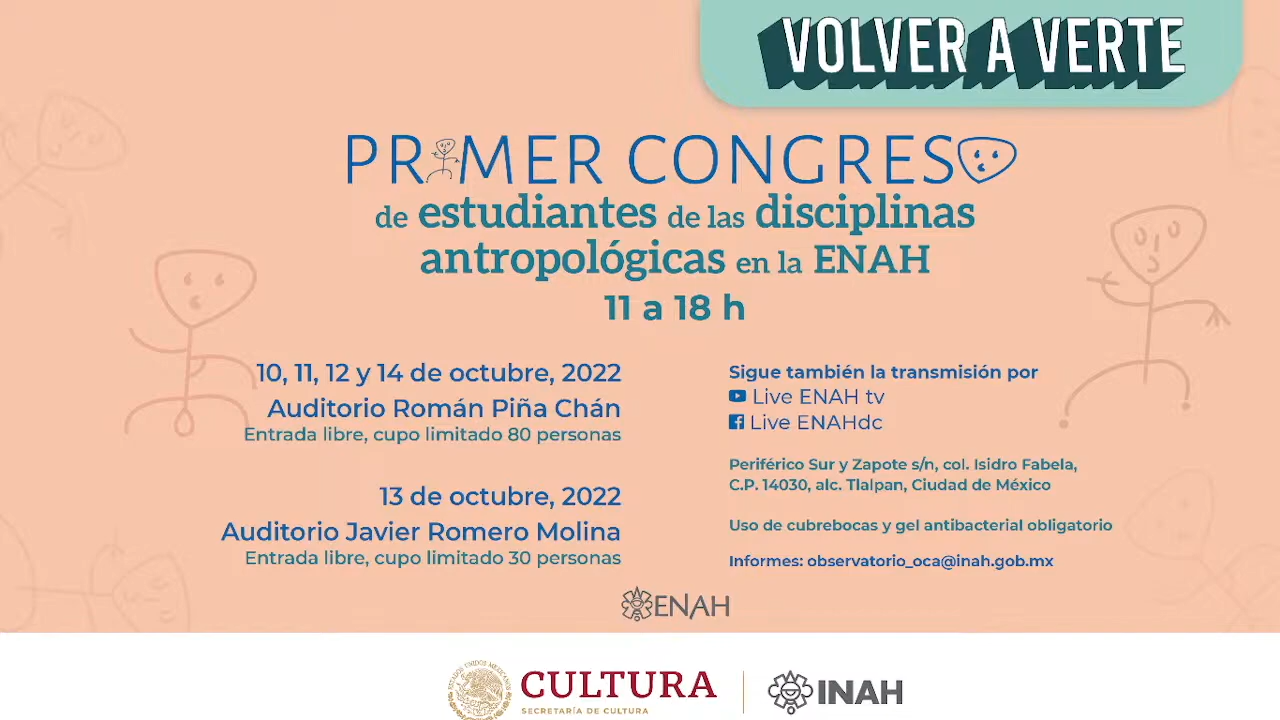 VOLVER A VERTE
PRIMER CONGRESO
de estudiantes de las disciplinas
antropológicas en la ENAH
11 a 18 h
10, 11, 12 y 14 de octubre, 2022
Auditorio Román Piña Chán
Entrada libre, cupo limitado 80 personas
13 de octubre, 2022
Auditorio Javier Romero Molina
Entrada libre, cupo limitado 30 personas
Sigue también la transmisión por
Live ENAH tv
Live ENAHdc
Periférico Sur y Zapote s/n, col. Isidro Fabela,
C.P. 14030, alc. Tlalpan, Ciudad de México
Uso de cubrebocas y gel antibacterial obligatorio
Informes: observatorio_oca@inah.gob.mx
ENAH
ESTADOS UNIDOS MEXICANOS
CULTURA
SECRETARÍA DE CULTURA
INAH